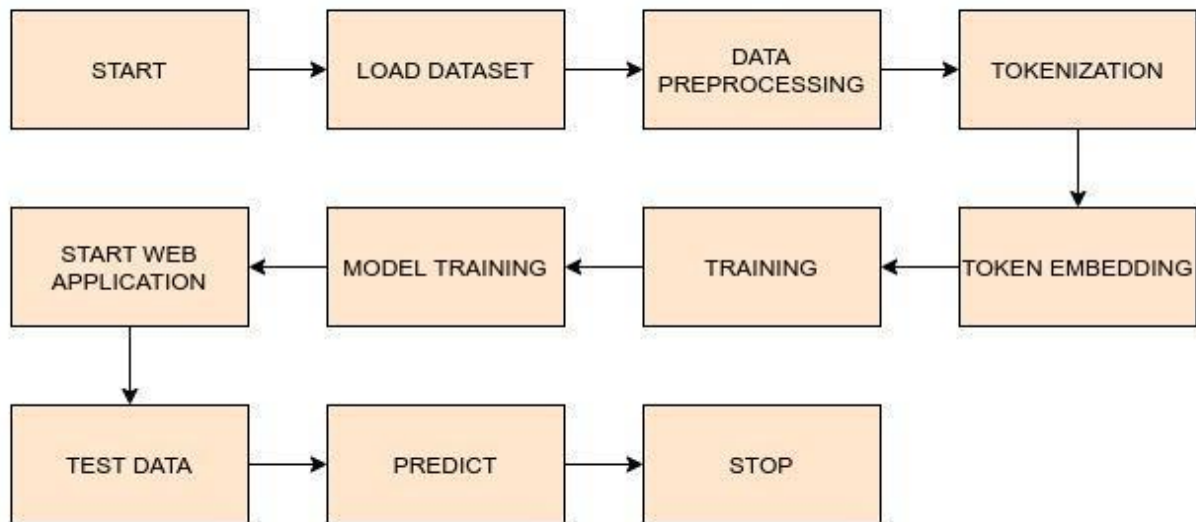 START
LOAD DATASET
DATA
PREPROCESSING
TOKENIZATION
TOKEN EMBEDDING
TRAINING
MODEL TRAINING
START WEB
APPLICATION
TEST DATA
PREDICT
STOP